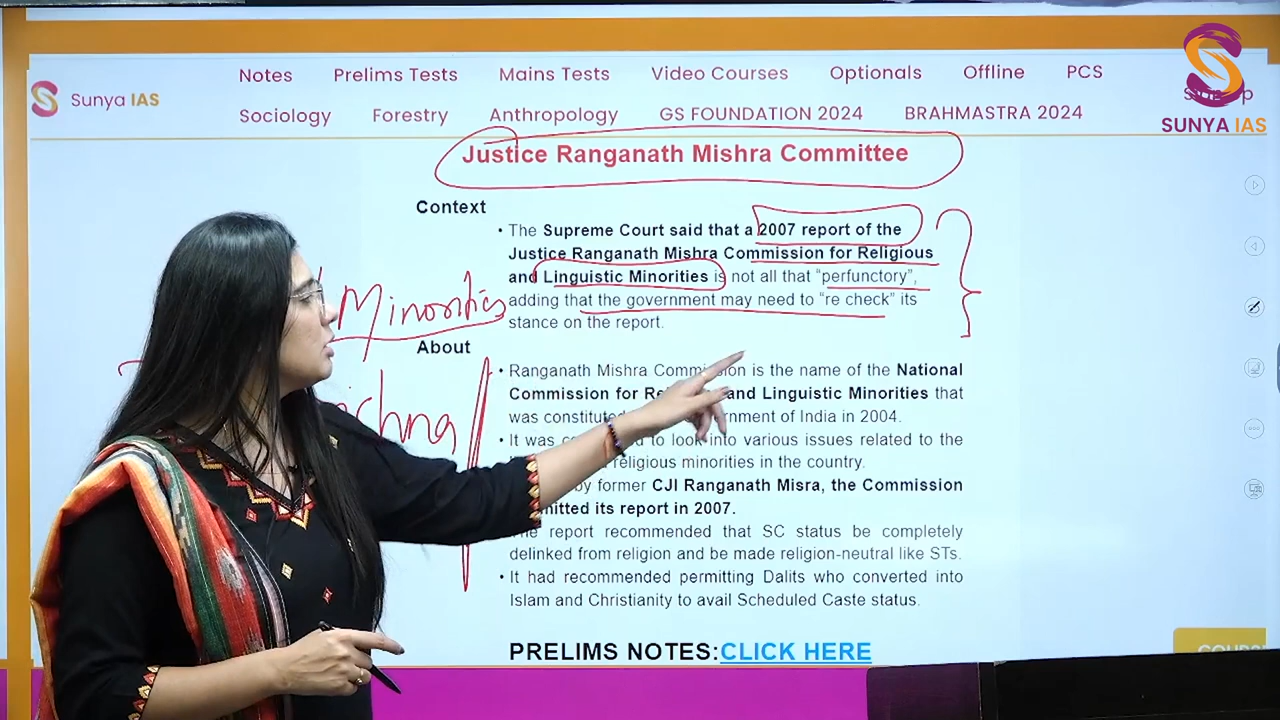 Notes Prelims Tests Mains Tests Video Courses Optionals Offline PCS
Sunya IAS
Sociology Forestry Anthropology GS FOUNDATION 2024 BRAHMASTRA 2024
SUNYA IAS
Justice Ranganath Mishra Committee
Context
• The Supreme Court said that a 2007 report of the
Justice Ranganath Mishra Commission for Religious
and Linguistic Minorities is not all that “perfunctory”,
adding that the government may need to “re check” its
stance on the report.
Minorities
About
• Ranganath Mishra Commission is the name of the National
Commission for and Linguistic Minorities that
was constituted of India in 2004.
• It was to look into various issues related to the
religious minorities in the country.
by former CJI Ranganath Misra, the Commission
its report in 2007.
report recommended that SC status be completely
delinked from religion and be made religion-neutral like STs.
• It had recommended permitting Dalits who converted into
Islam and Christianity to avail Scheduled Caste status.
PRELIMS NOTES:CLICK HERE